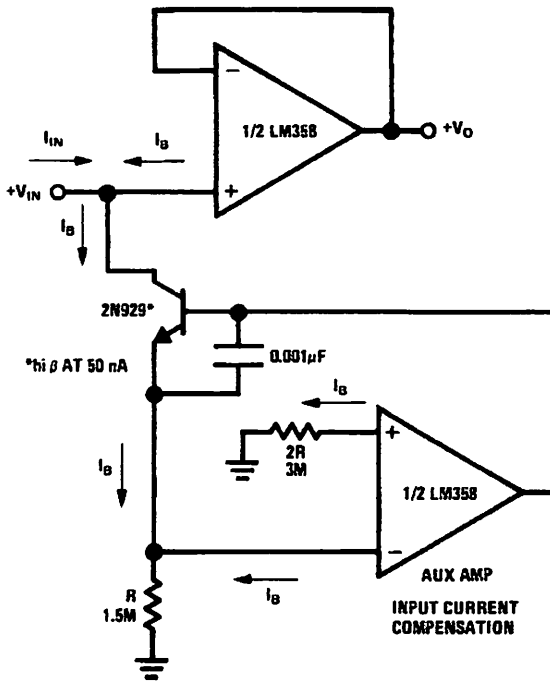 −
1/2 LM358
+V_O
I_IN
I_B
+V_IN
+
I_B
2N929*
0.001μF
*hi β AT 50 nA
I_B
+
2R
3M
I_B
1/2 LM358
−
I_B
AUX AMP
R
1.5M
INPUT CURRENT
COMPENSATION